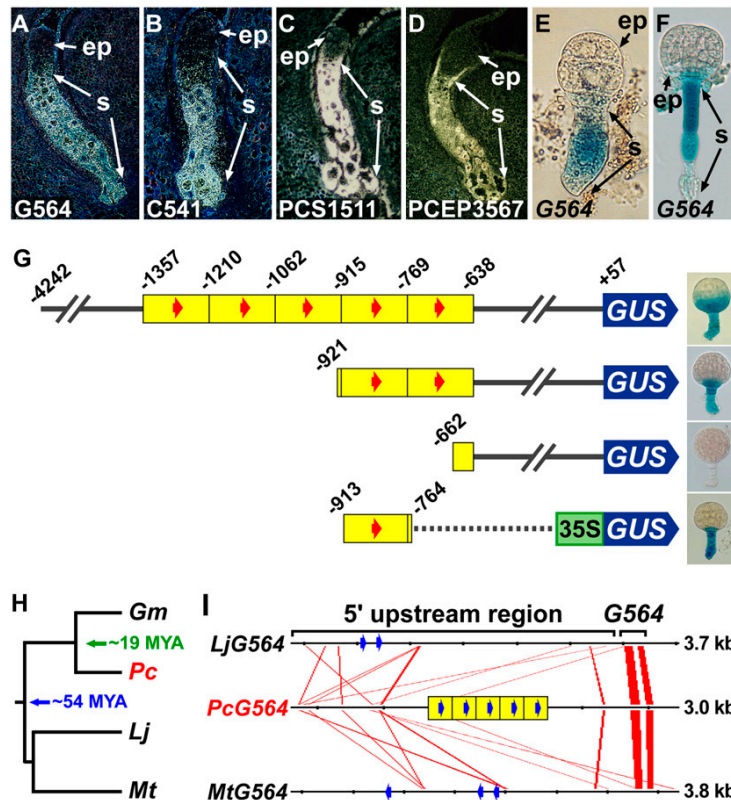 A B C D E F
ep ep ep ep ep ep
s s s s s s
G564 C541 PCS1511 PCEP3567 G564 G564
G
-4242 -1357 -1210 -1062 -915 -769 -638 +57
GUS
-921
GUS
-662
GUS
-913 -764
35S GUS
H
Gm
~19 MYA
Pc
~54 MYA
Lj
Mt
I
5' upstream region G564
LjG564 3.7 kb
PcG564 3.0 kb
MtG564 3.8 kb